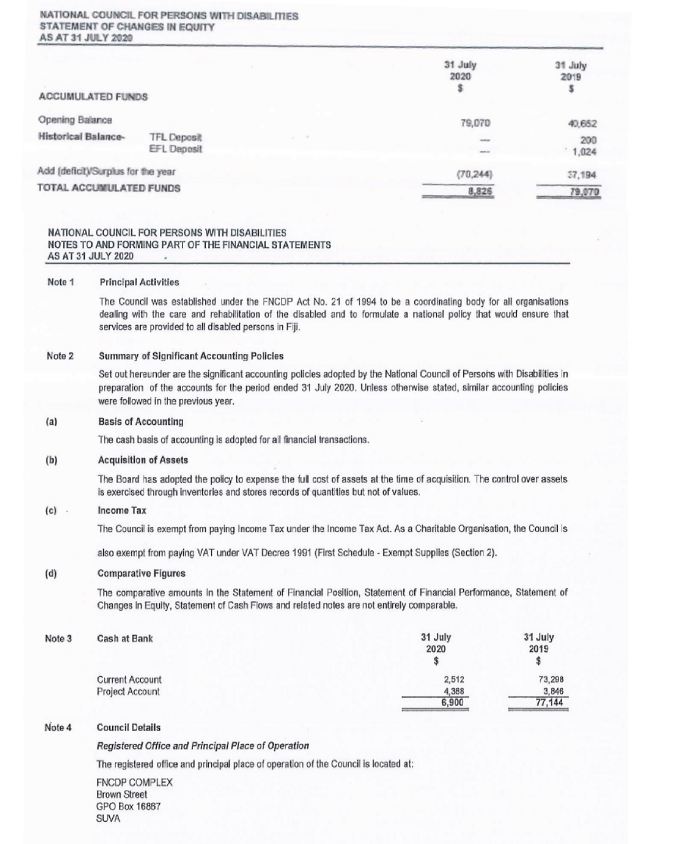 NATIONAL COUNCIL FOR PERSONS WITH DISABILITIES
STATEMENT OF CHANGES IN EQUITY
AS AT 31 JULY 2020
31 July 31 July
2020 2019
$ $
ACCUMULATED FUNDS
Opening Balance 79,070 40,652
Historical Balance- TFL Deposit — 200
EFL Deposit — 1,024
Add (deficit)/Surplus for the year (70,244) 37,194
TOTAL ACCUMULATED FUNDS 8,826 79,070
NATIONAL COUNCIL FOR PERSONS WITH DISABILITIES
NOTES TO AND FORMING PART OF THE FINANCIAL STATEMENTS
AS AT 31 JULY 2020
Note 1 Principal Activities
The Council was established under the FNCDP Act No. 21 of 1994 to be a coordinating body for all organisations
dealing with the care and rehabilitation of the disabled and to formulate a national policy that would ensure that
services are provided to all disabled persons in Fiji.
Note 2 Summary of Significant Accounting Policies
Set out hereunder are the significant accounting policies adopted by the National Council of Persons with Disabilities in
preparation of the accounts for the period ended 31 July 2020. Unless otherwise stated, similar accounting policies
were followed in the previous year.
(a) Basis of Accounting
The cash basis of accounting is adopted for all financial transactions.
(b) Acquisition of Assets
The Board has adopted the policy to expense the full cost of assets at the time of acquisition. The control over assets
is exercised through inventories and stores records of quantities but not of values.
(c) Income Tax
The Council is exempt from paying Income Tax under the Income Tax Act. As a Charitable Organisation, the Council is
also exempt from paying VAT under VAT Decree 1991 (First Schedule - Exempt Supplies (Section 2).
(d) Comparative Figures
The comparative amounts in the Statement of Financial Position, Statement of Financial Performance, Statement of
Changes in Equity, Statement of Cash Flows and related notes are not entirely comparable.
Note 3 Cash at Bank 31 July 31 July
2020 2019
$ $
Current Account 2,512 73,298
Project Account 4,388 3,846
6,900 77,144
Note 4 Council Details
Registered Office and Principal Place of Operation
The registered office and principal place of operation of the Council is located at:
FNCDP COMPLEX
Brown Street
GPO Box 16867
SUVA